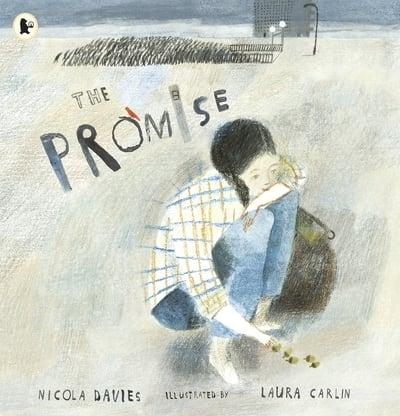 THE
PROMISE
NICOLA DAVIES ILLUSTRATED BY LAURA CARLIN